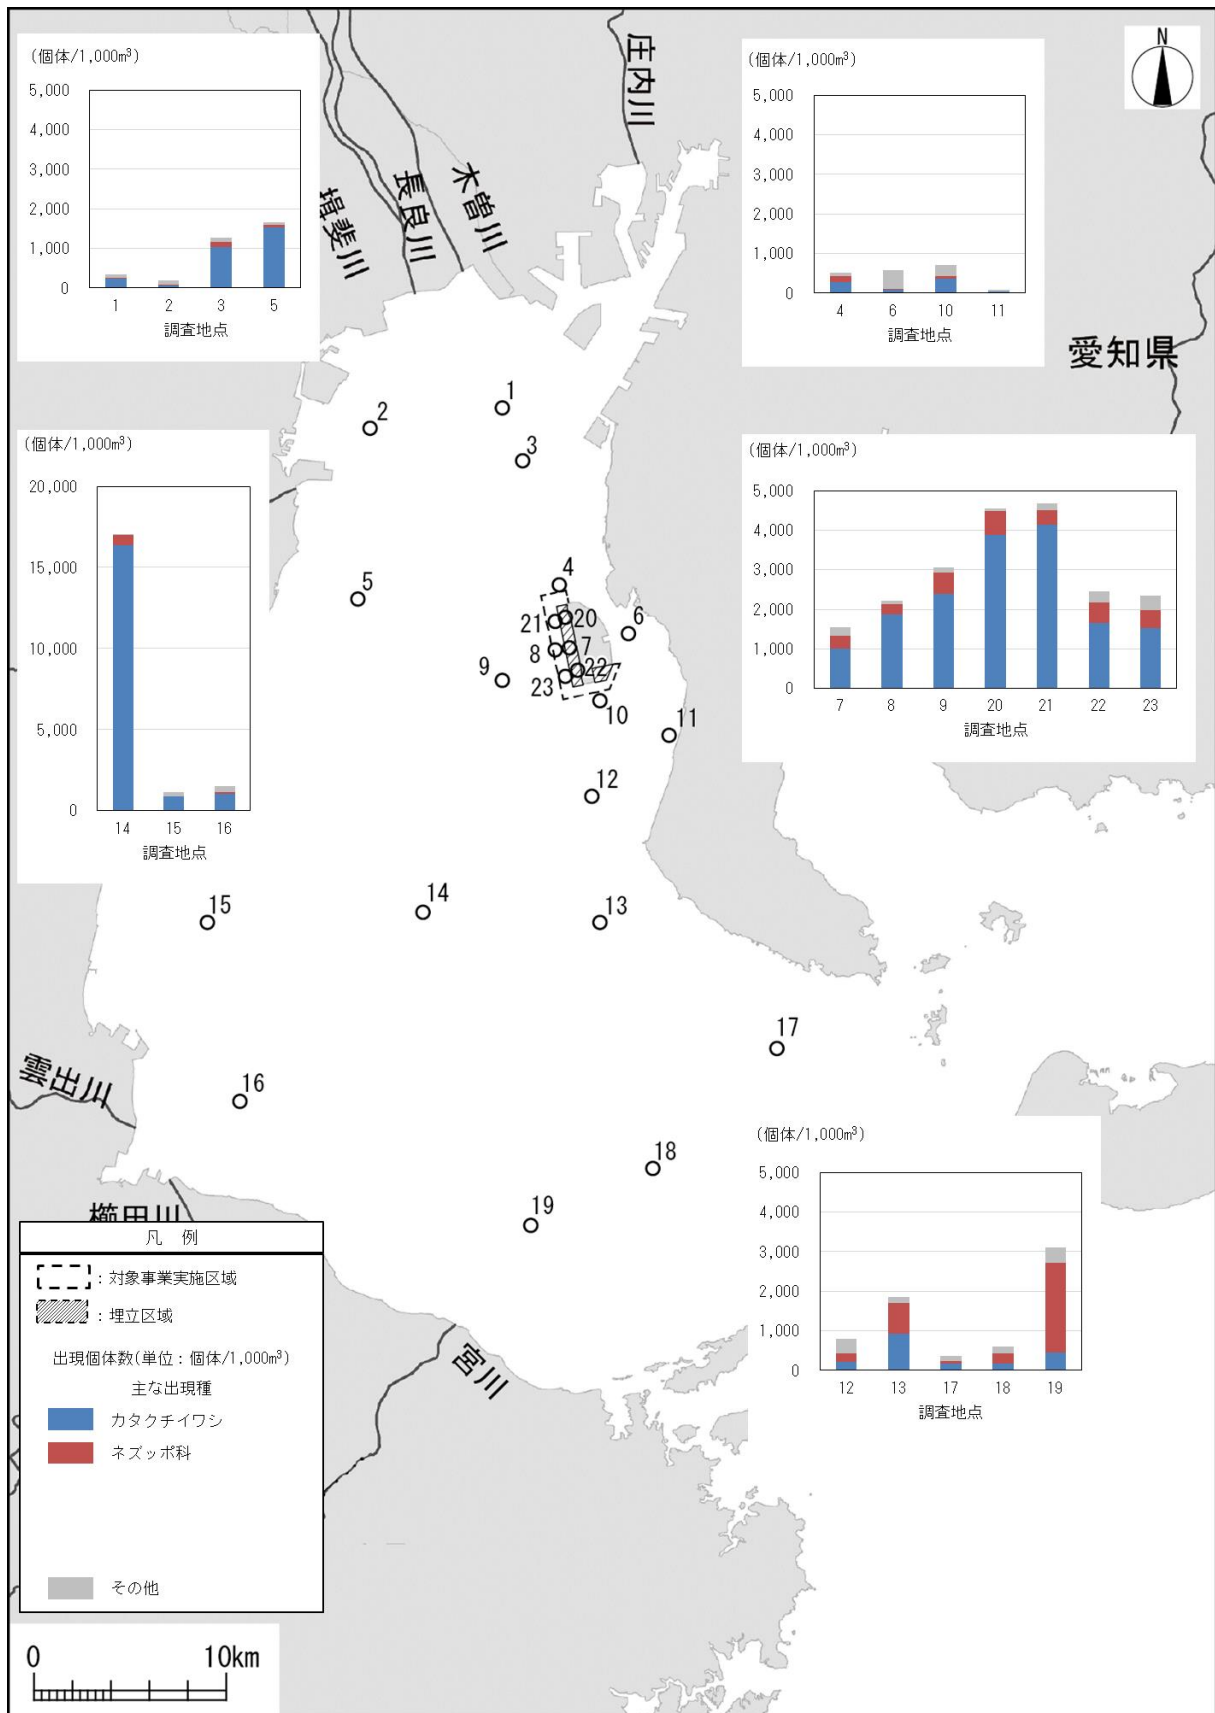 (個体/1,000m³)
5,000
4,000
3,000
2,000
1,000
0
1 2 3 5
調査地点
揖斐川
長良川
木曽川
庄内川
(個体/1,000m³)
5,000
4,000
3,000
2,000
1,000
0
4 6 10 11
調査地点
N
愛知県
(個体/1,000m³)
20,000
15,000
10,000
5,000
0
14 15 16
調査地点
(個体/1,000m³)
5,000
4,000
3,000
2,000
1,000
0
7 8 9 20 21 22 23
調査地点
1
2
3
4
5
20
6
21
7
8
22
9
23
10
11
12
14
13
15
17
16
18
19
雲出川
櫛田川
宮川
(個体/1,000m³)
5,000
4,000
3,000
2,000
1,000
0
12 13 17 18 19
調査地点
凡 例
:対象事業実施区域
:埋立区域
出現個体数(単位:個体/1,000m³)
主な出現種
カタクチイワシ
ネズッポ科
その他
0 10km